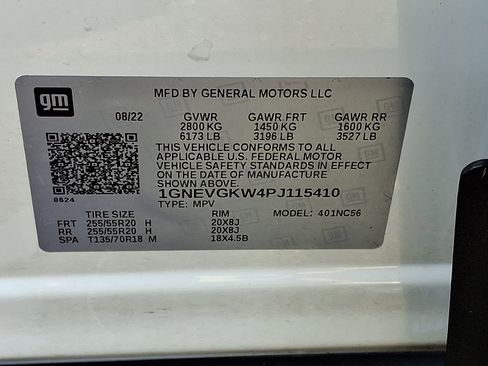 gm
MFD BY GENERAL MOTORS LLC
08/22 GVWR GAWR FRT GAWR RR
2800 KG 1450 KG 1600 KG
6173 LB 3196 LB 3527 LB
THIS VEHICLE CONFORMS TO ALL
APPLICABLE U.S. FEDERAL MOTOR
VEHICLE SAFETY STANDARDS IN EFFECT
ON THE DATE OF MANUFACTURE
SHOWN ABOVE.
8624
1GNEVGKW4PJ115410
TYPE: MPV
TIRE SIZE RIM MODEL: 401NC56
FRT 255/55R20 H 20X8J
RR 255/55R20 H 20X8J
SPA T135/70R18 M 18X4.5B